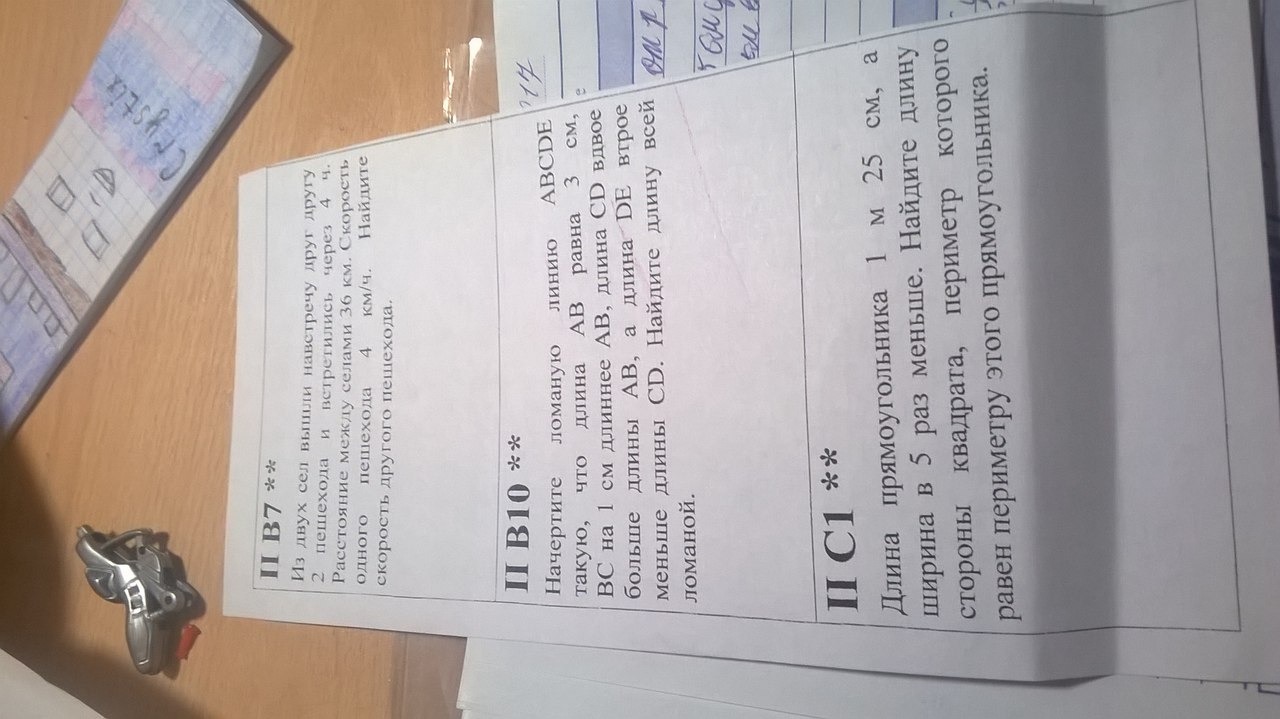 II B7 **
Из двух сел вышли навстречу друг другу
2 пешехода и встретились через 4 ч.
Расстояние между селами 36 км. Скорость
одного пешехода 4 км/ч. Найдите
скорость другого пешехода.
II B10 **
Начертите ломаную линию ABCDE
такую, что длина AB равна 3 см,
BC на 1 см длиннее AB, длина CD вдвое
больше длины AB, а длина DE втрое
меньше длины CD. Найдите длину всей
ломаной.
II C1 **
Длина прямоугольника 1 м 25 см, а
ширина в 5 раз меньше. Найдите длину
стороны квадрата, периметр которого
равен периметру этого прямоугольника.
Crystix